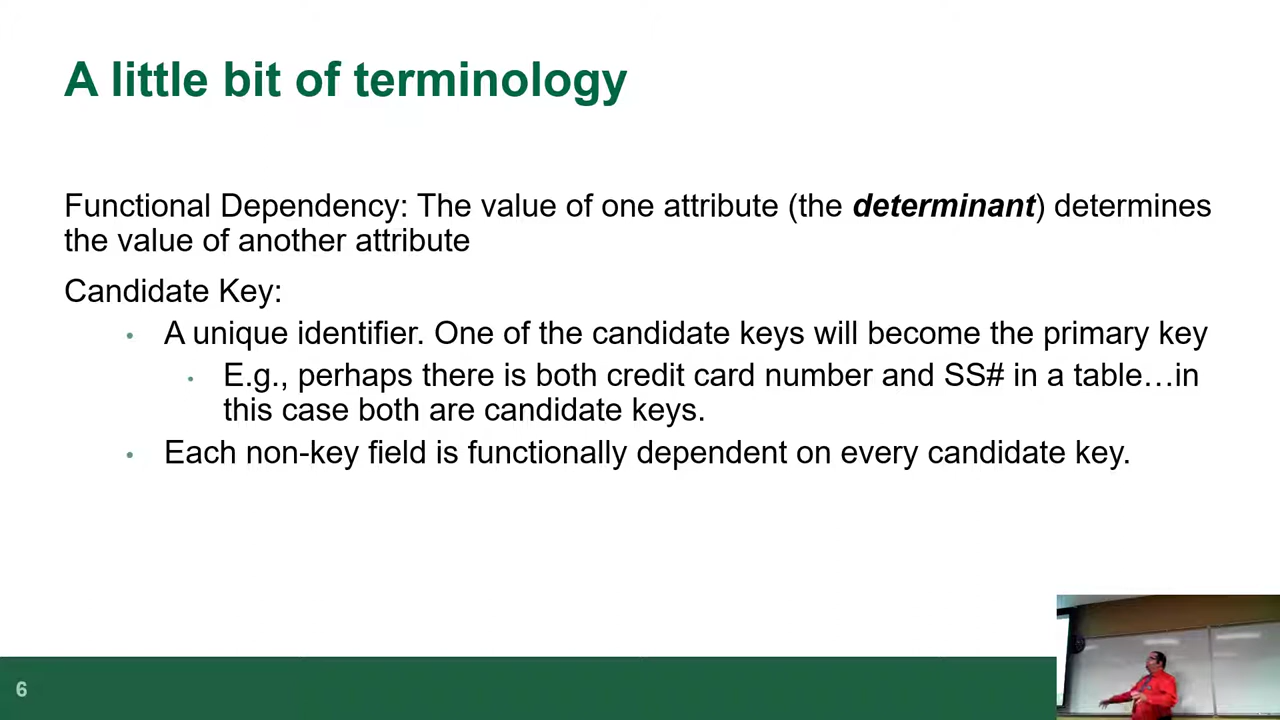 A little bit of terminology
Functional Dependency: The value of one attribute (the determinant) determines
the value of another attribute
Candidate Key:
• A unique identifier. One of the candidate keys will become the primary key
• E.g., perhaps there is both credit card number and SS# in a table…in
this case both are candidate keys.
• Each non-key field is functionally dependent on every candidate key.
6